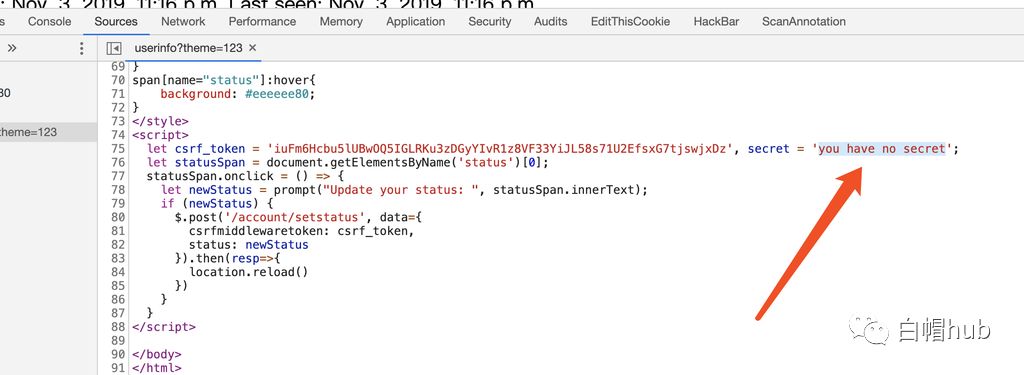 : Nov. 3, 2019, 11:16 p.m. Last seen: Nov. 3, 2019, 11:16 p.m.
s Console Sources Network Performance Memory Application Security Audits EditThisCookie HackBar ScanAnnotation
» ⋮ userinfo?theme=123 ×
30
heme=123
69 }
70 span[name="status"]:hover{
71 background: #eeeeee80;
72 }
73 </style>
74 <script>
75 let csrf_token = 'iuFm6Hcbu5lUBwOQ5IGLRKu3zDGyYIvR1z8VF33YiJL58s71U2EfsxG7tjswjxDz', secret = 'you have no secret';
76 let statusSpan = document.getElementsByName('status')[0];
77 statusSpan.onclick = () => {
78 let newStatus = prompt("Update your status: ", statusSpan.innerText);
79 if (newStatus) {
80 $.post('/account/setstatus', data={
81 csrfmiddlewaretoken: csrf_token,
82 status: newStatus
83 }).then(resp=>{
84 location.reload()
85 })
86 }
87 }
88 </script>
89
90 </body>
91 </html>
白帽hub